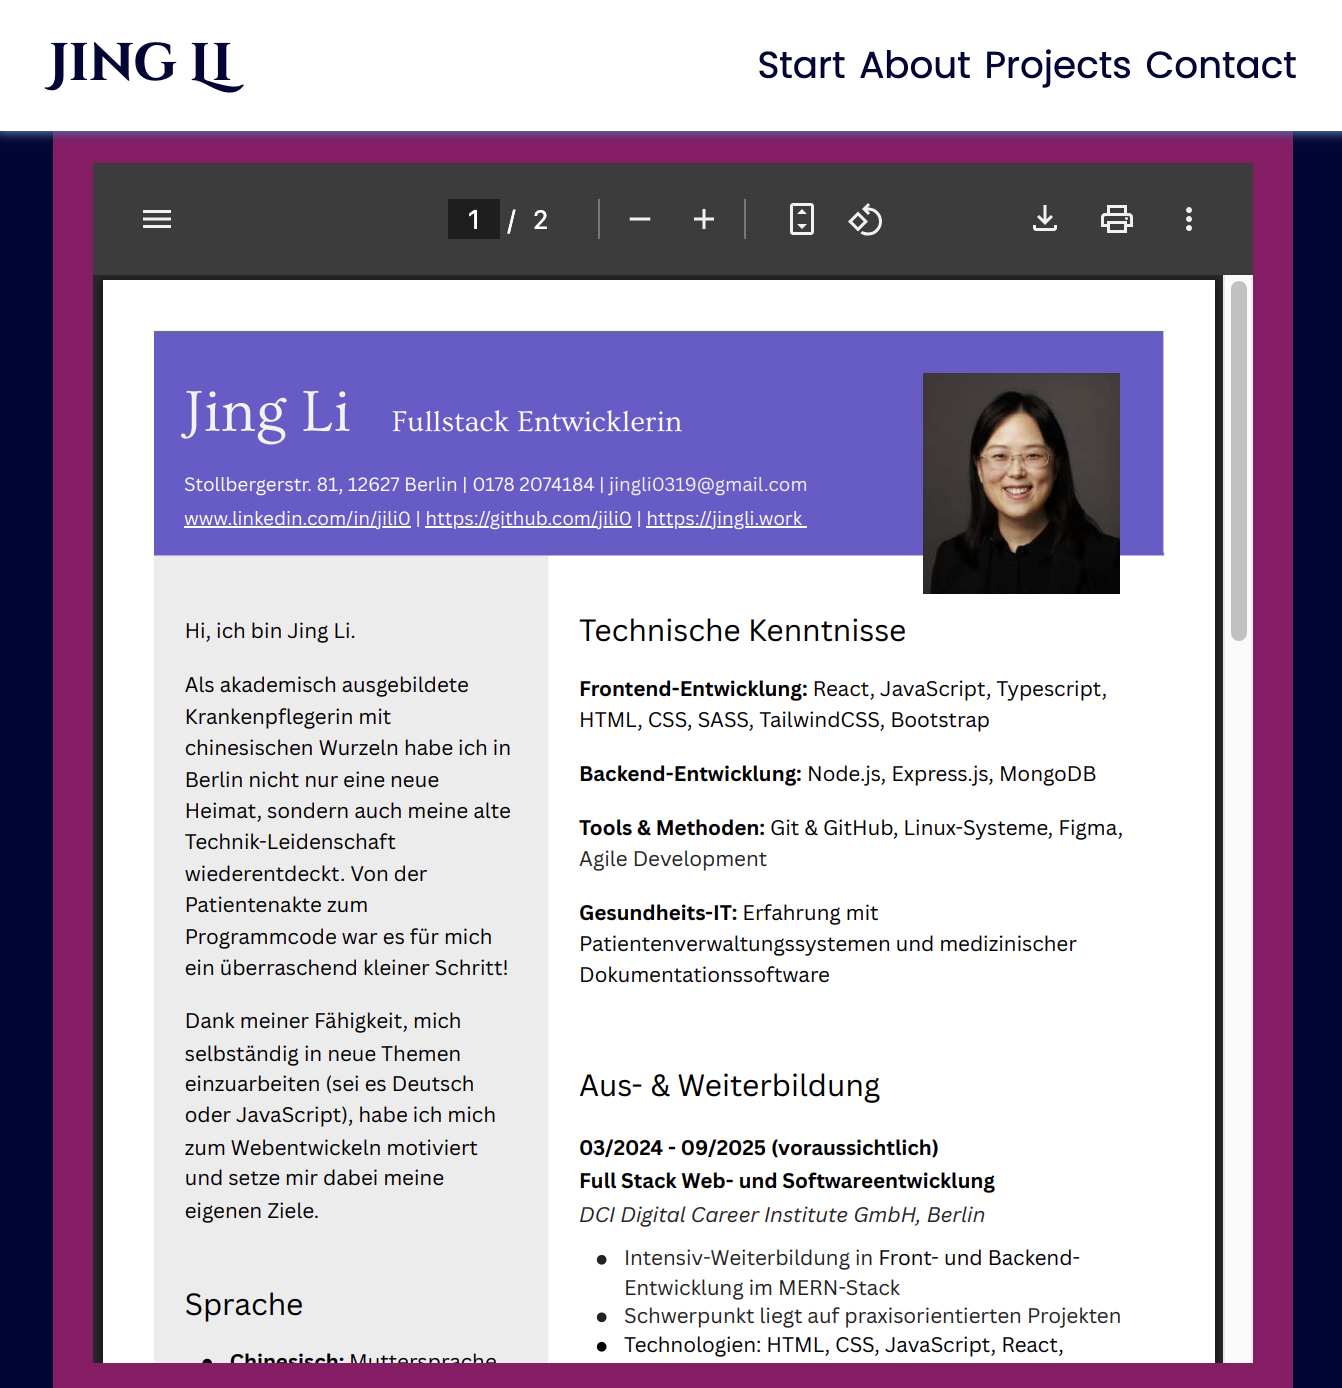 JING LI
Start About Projects Contact
1 / 2
Jing Li Fullstack Entwicklerin
Stollbergerstr. 81, 12627 Berlin | 0178 2074184 | jingli0319@gmail.com
www.linkedin.com/in/jili0 | https://github.com/jili0 | https://jingli.work
Hi, ich bin Jing Li.
Als akademisch ausgebildete
Krankenpflegerin mit
chinesischen Wurzeln habe ich in
Berlin nicht nur eine neue
Heimat, sondern auch meine alte
Technik-Leidenschaft
wiederentdeckt. Von der
Patientenakte zum
Programmcode war es für mich
ein überraschend kleiner Schritt!
Dank meiner Fähigkeit, mich
selbständig in neue Themen
einzuarbeiten (sei es Deutsch
oder JavaScript), habe ich mich
zum Webentwickeln motiviert
und setze mir dabei meine
eigenen Ziele.
Sprache
• Chinesisch: Muttersprache
Technische Kenntnisse
Frontend-Entwicklung: React, JavaScript, Typescript,
HTML, CSS, SASS, TailwindCSS, Bootstrap
Backend-Entwicklung: Node.js, Express.js, MongoDB
Tools & Methoden: Git & GitHub, Linux-Systeme, Figma,
Agile Development
Gesundheits-IT: Erfahrung mit
Patientenverwaltungssystemen und medizinischer
Dokumentationssoftware
Aus- & Weiterbildung
03/2024 - 09/2025 (voraussichtlich)
Full Stack Web- und Softwareentwicklung
DCI Digital Career Institute GmbH, Berlin
• Intensiv-Weiterbildung in Front- und Backend-
Entwicklung im MERN-Stack
• Schwerpunkt liegt auf praxisorientierten Projekten
• Technologien: HTML, CSS, JavaScript, React,